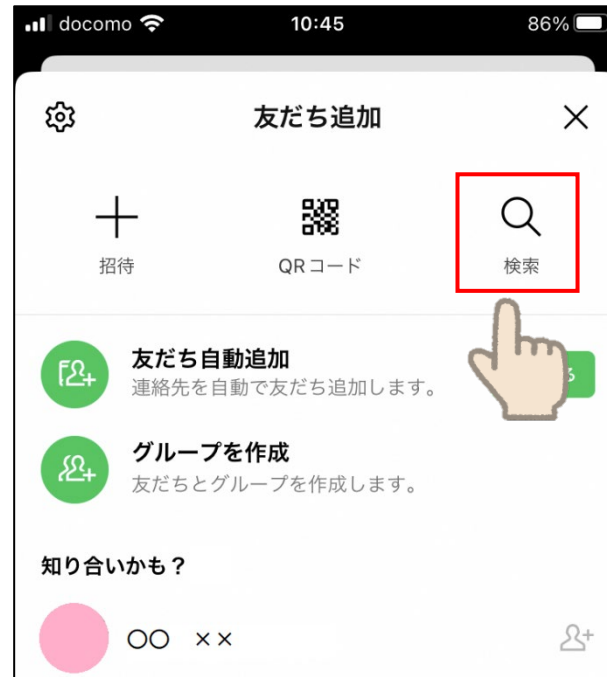 docomo 10:45 86%
友だち追加
招待 QRコード 検索
友だち自動追加
連絡先を自動で友だち追加します。
グループを作成
友だちとグループを作成します。
知り合いかも？
○○ ××